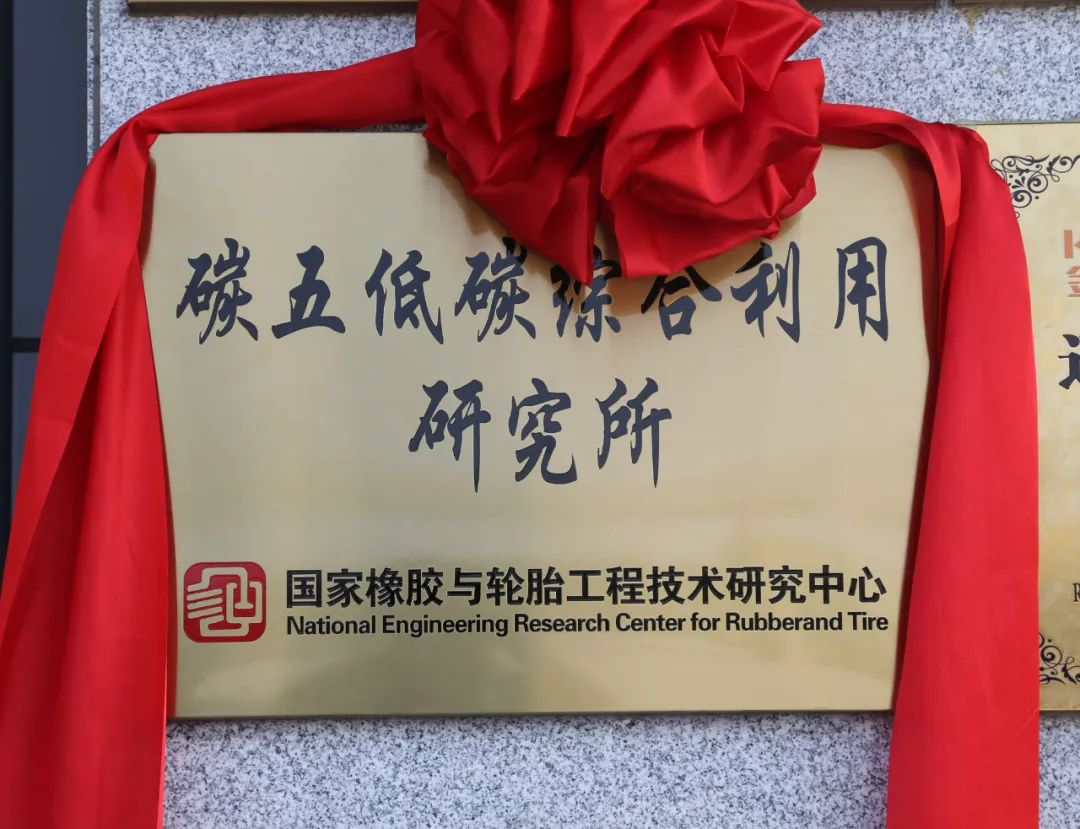 碳五低碳综合利用
研究所
国家橡胶与轮胎工程技术研究中心
National Engineering Research Center for Rubberand Tire